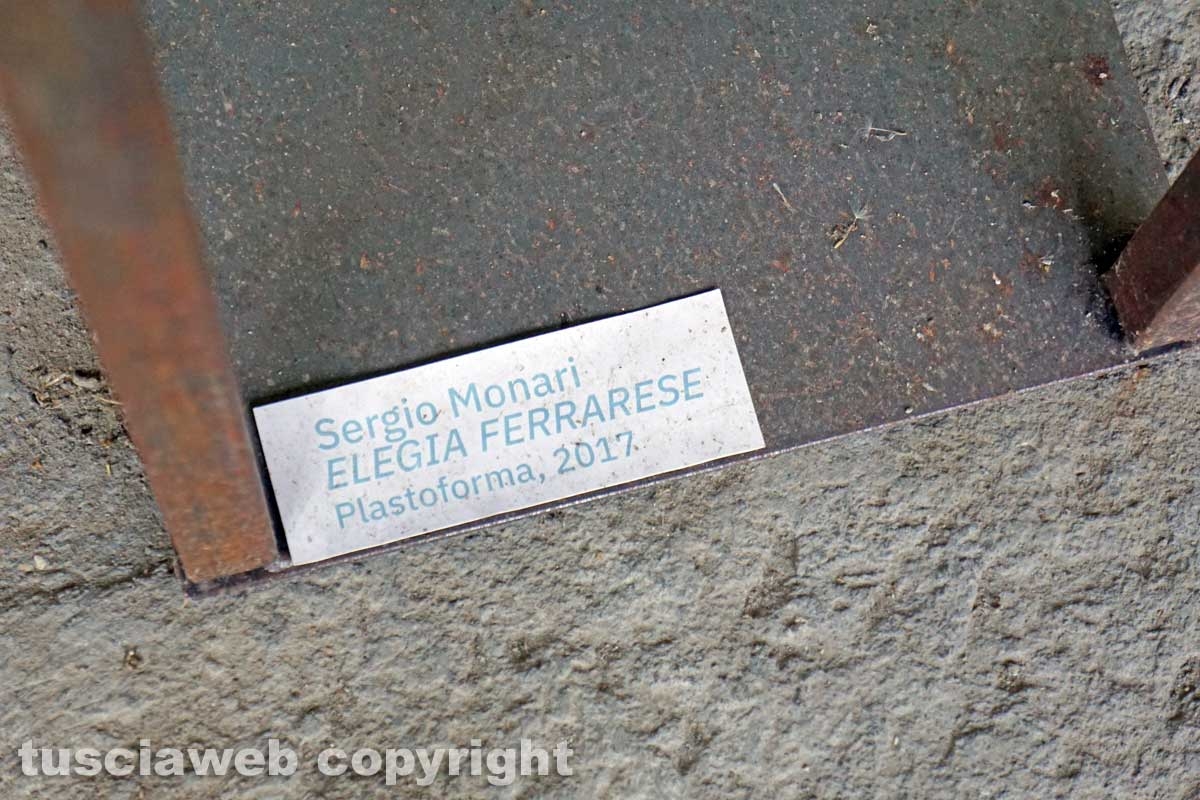 Sergio Monari
ELEGIA FERRARESE
Plastoforma, 2017
tusciaweb copyright